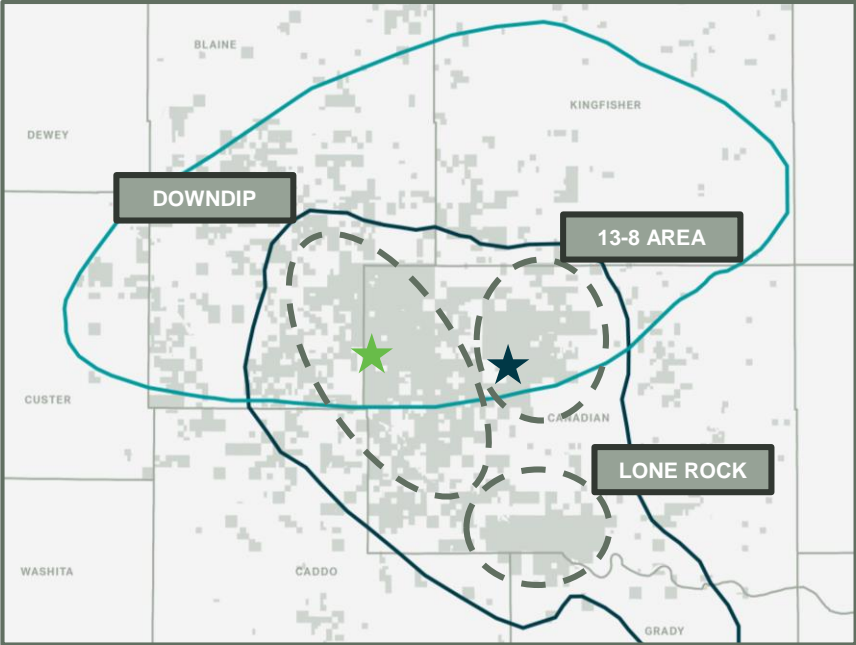 BLAINE
KINGFISHER
DEWEY
DOWNDIP
13-8 AREA
CUSTER
CANADIAN
LONE ROCK
WASHITA
CADDO
GRADY